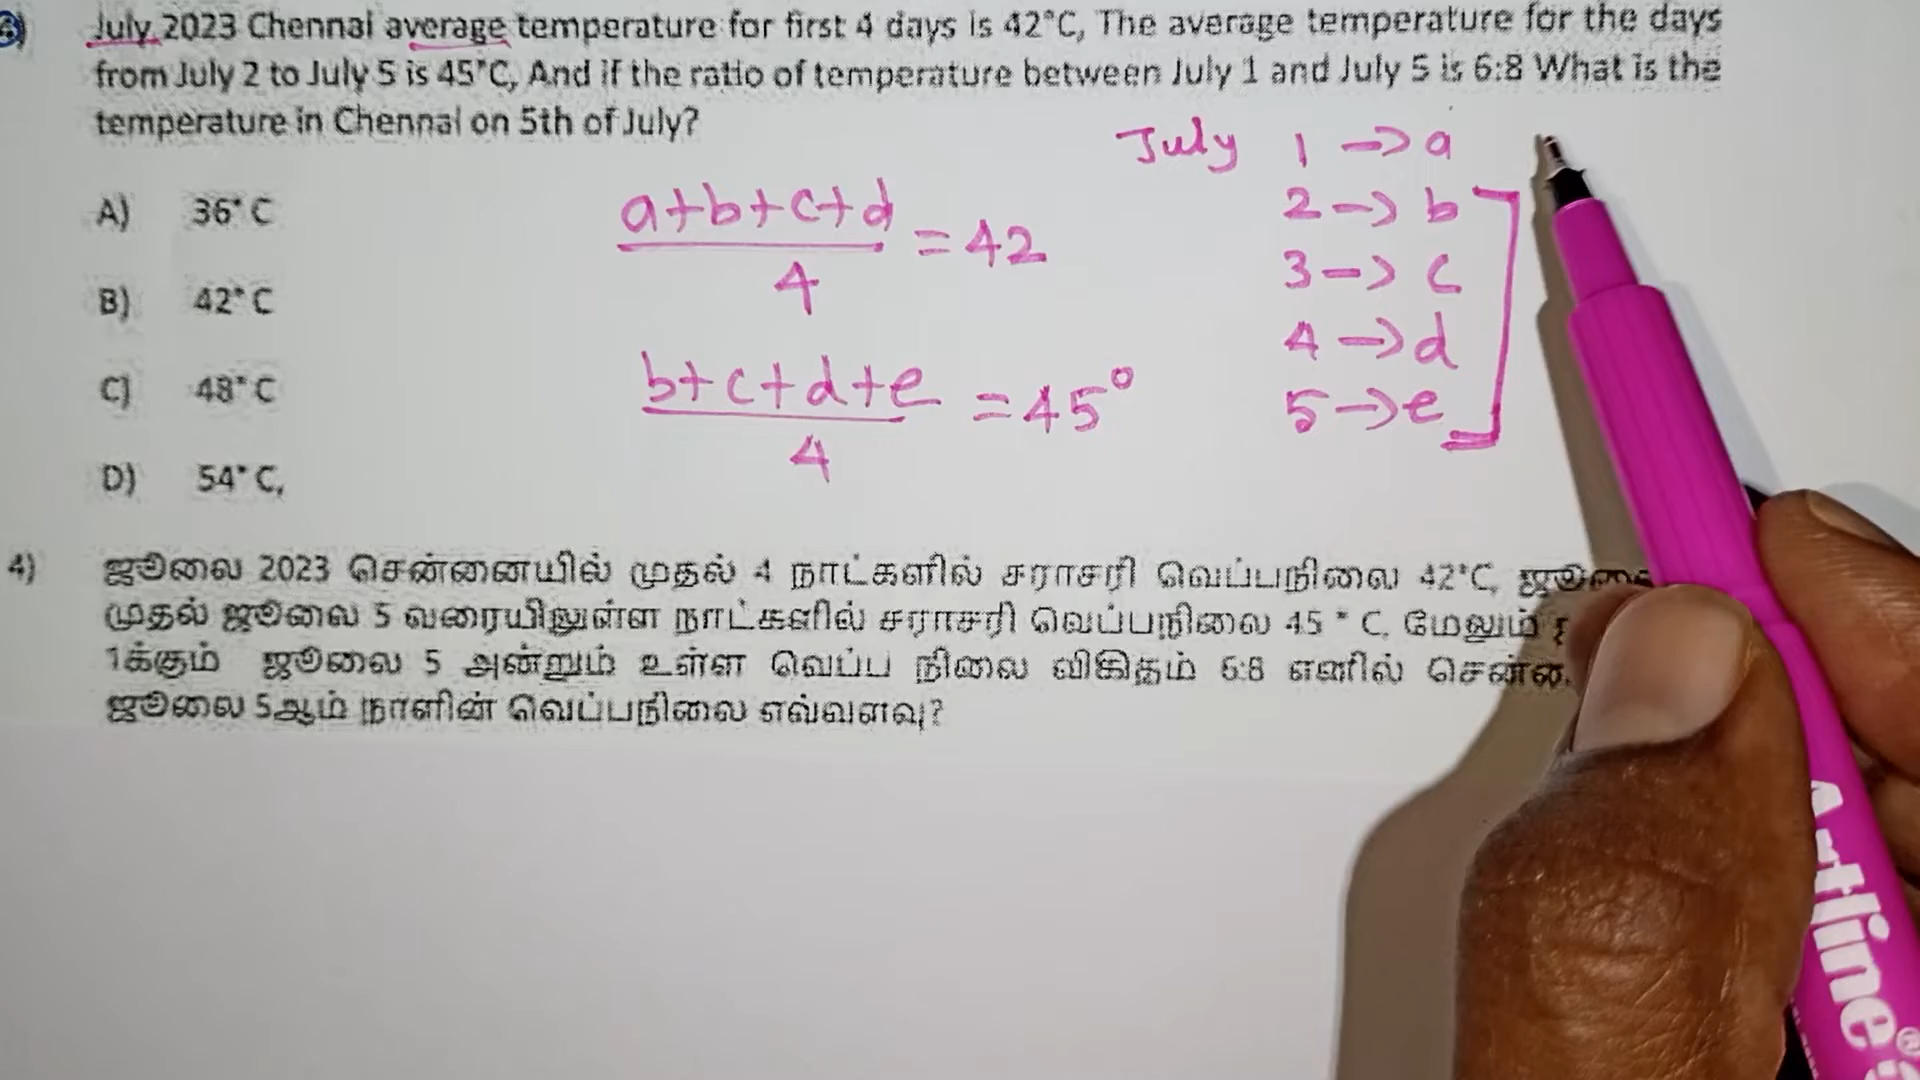 July 2023 Chennai average temperature for first 4 days is 42°C, The average temperature for the days
from July 2 to July 5 is 45°C, And if the ratio of temperature between July 1 and July 5 is 6:8 What is the
temperature in Chennai on 5th of July?
A) 36°C
B) 42°C
C) 48°C
D) 54°C,
a+b+c+d
4
=42
b+c+d+e
4
=45°
July 1 -> a
2 -> b
3 -> c
4 -> d
5 -> e
4) ஜூலை 2023 சென்னையில் முதல் 4 நாட்களில் சராசரி வெப்பநிலை 42°C,
முதல் ஜூலை 5 வரையிலுள்ள நாட்களில் சராசரி வெப்பநிலை 45 ° C, மேலும்
1க்கும் ஜூலை 5 அன்றும் உள்ள வெப்ப நிலை விகிதம் 6:8 எனில்
ஜூலை 5ஆம் நாளின் வெப்பநிலை எவ்வளவு?
Artline